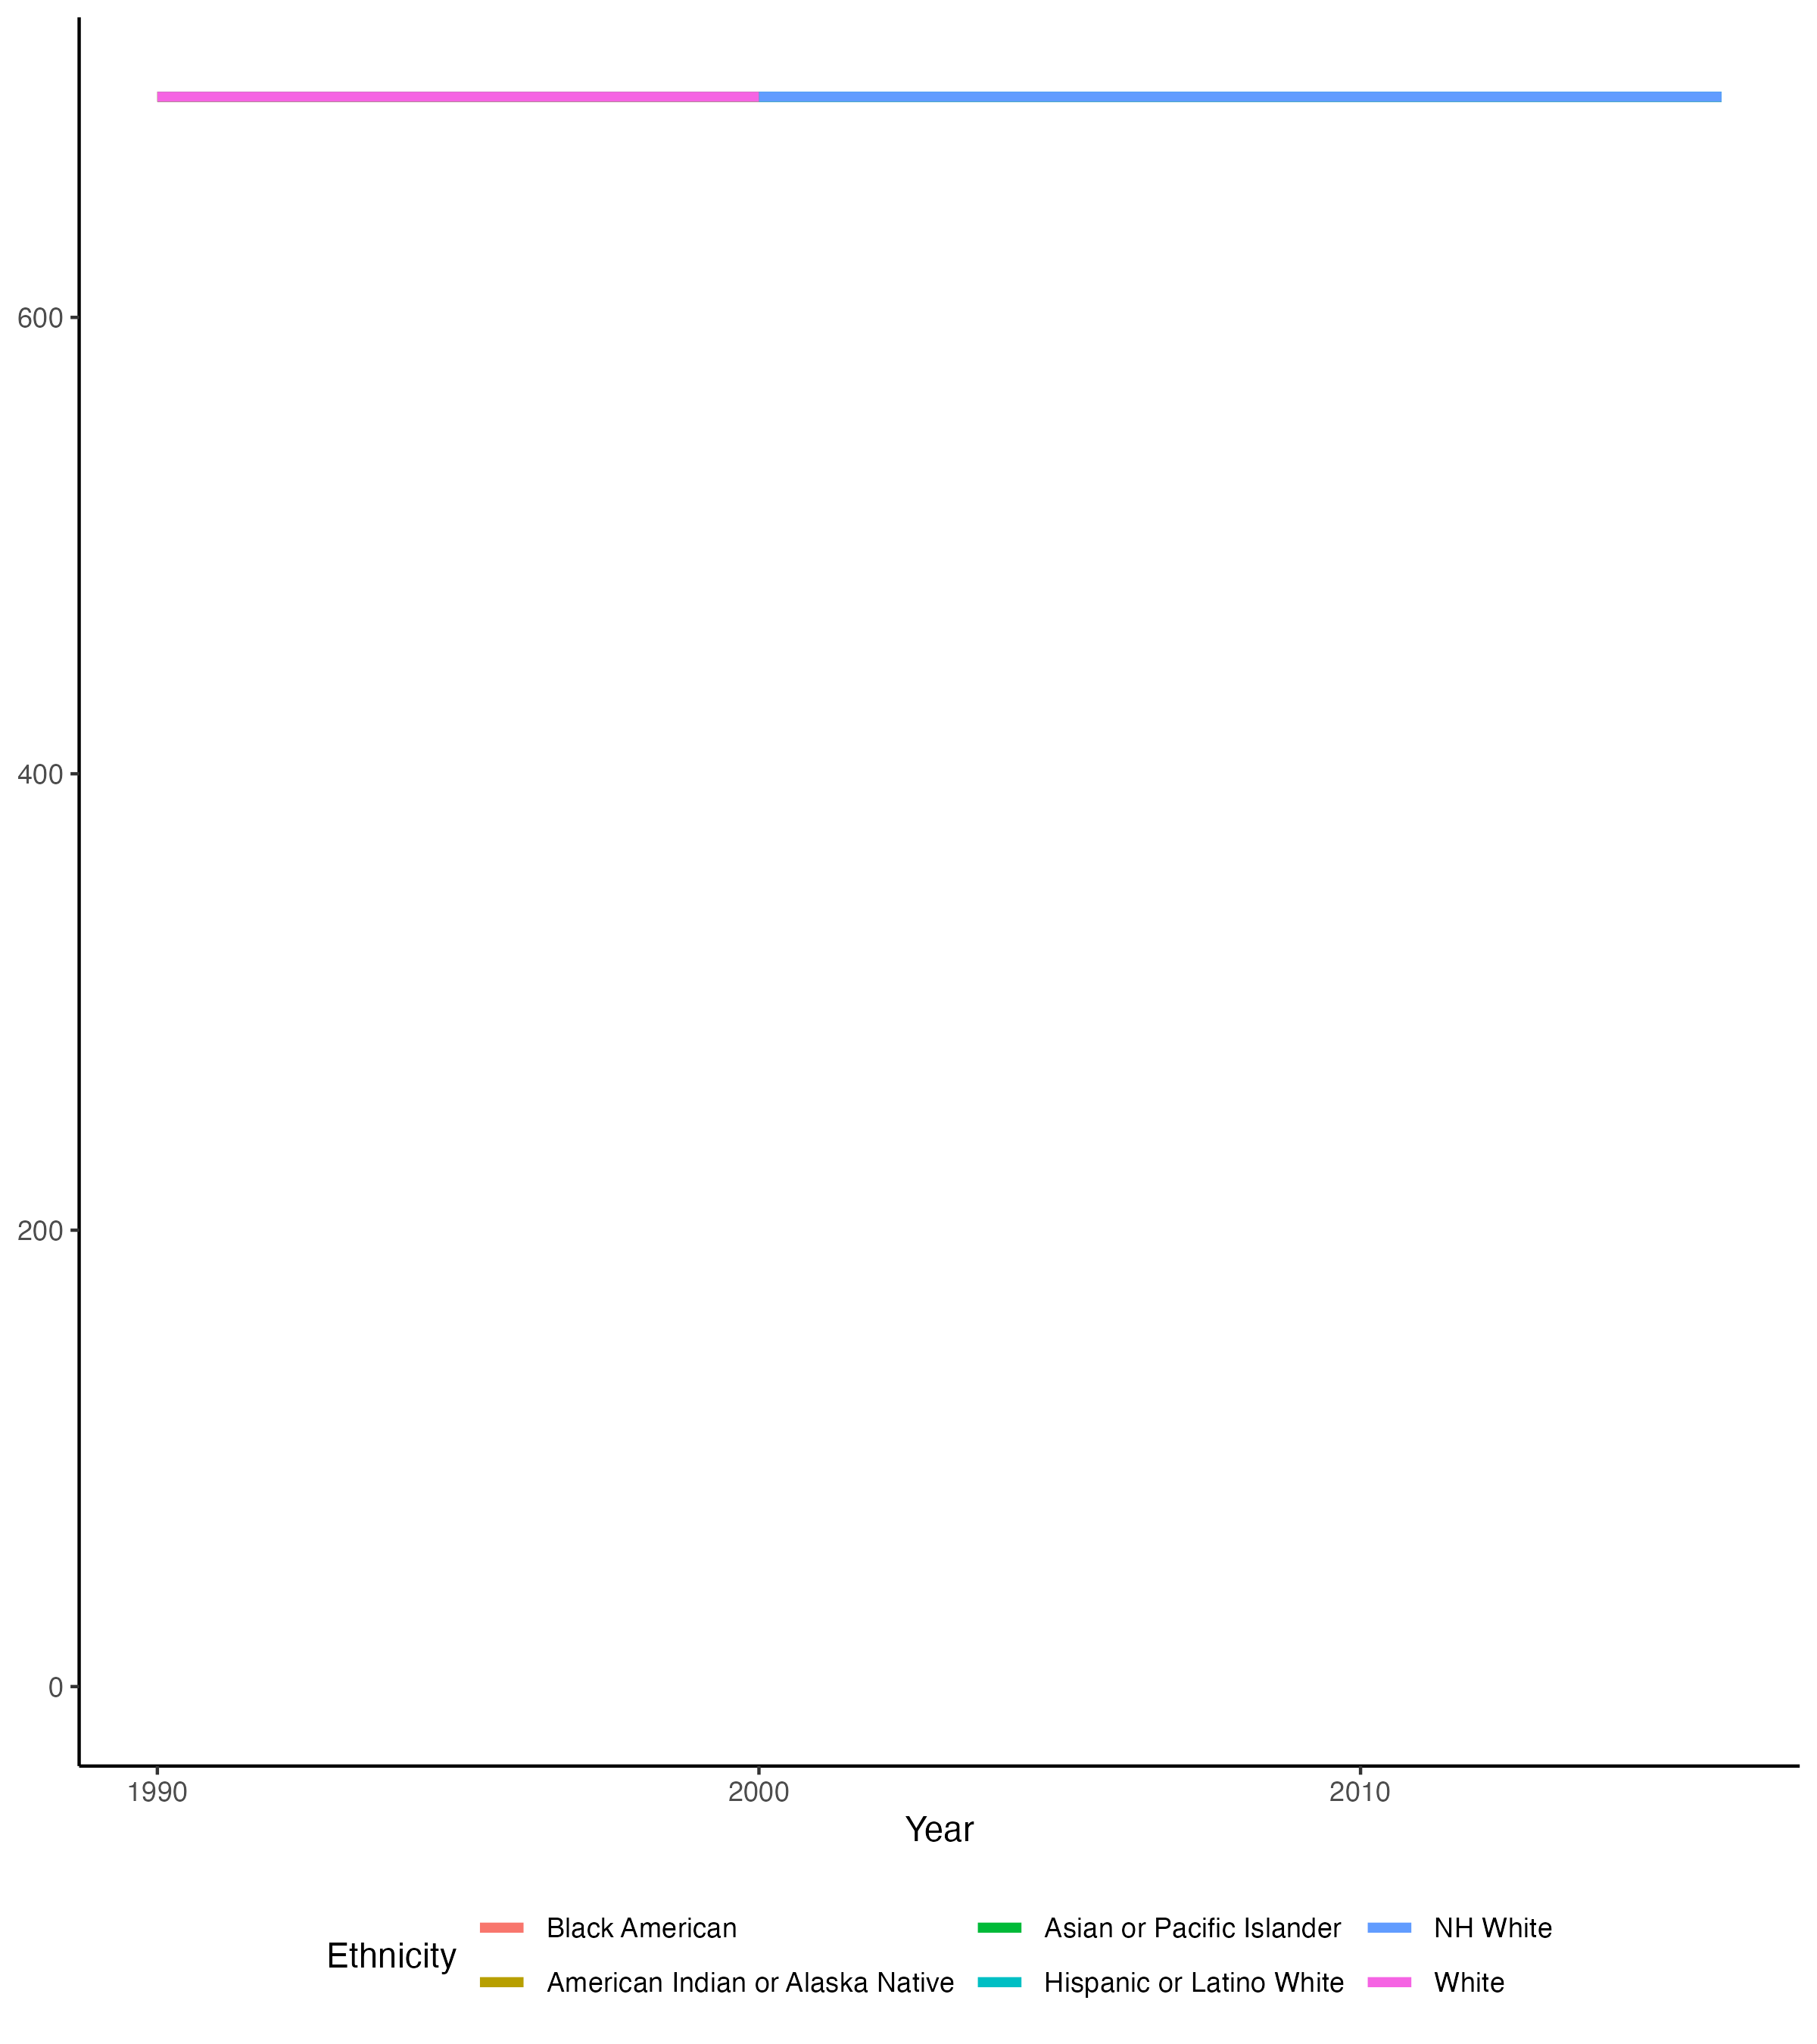 600
400
200
0
1990 2000 2010
Year
Ethnicity
Black American Asian or Pacific Islander NH White
American Indian or Alaska Native Hispanic or Latino White White